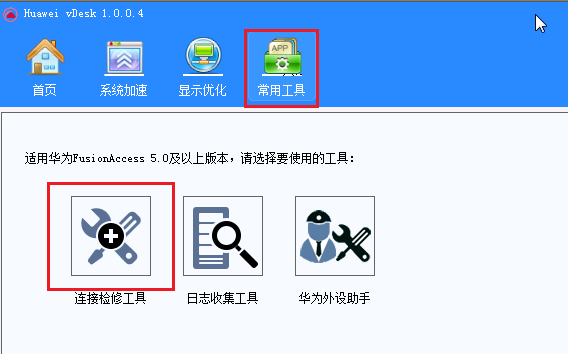 Huawei vDesk 1.0.0.4
首页
系统加速
显示优化
APP
常用工具
适用华为FusionAccess 5.0及以上版本，请选择要使用的工具：
连接检修工具
日志收集工具
华为外设助手